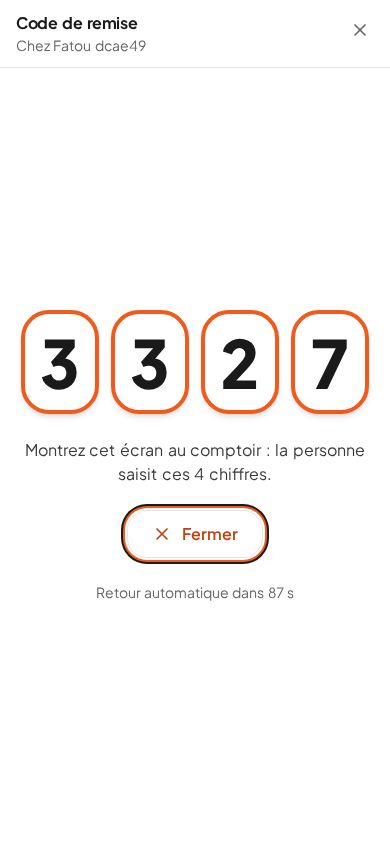 Code de remise
Chez Fatou dcae49
3 3 2 7
Montrez cet écran au comptoir : la personne
saisit ces 4 chiffres.
Fermer
Retour automatique dans 87 s